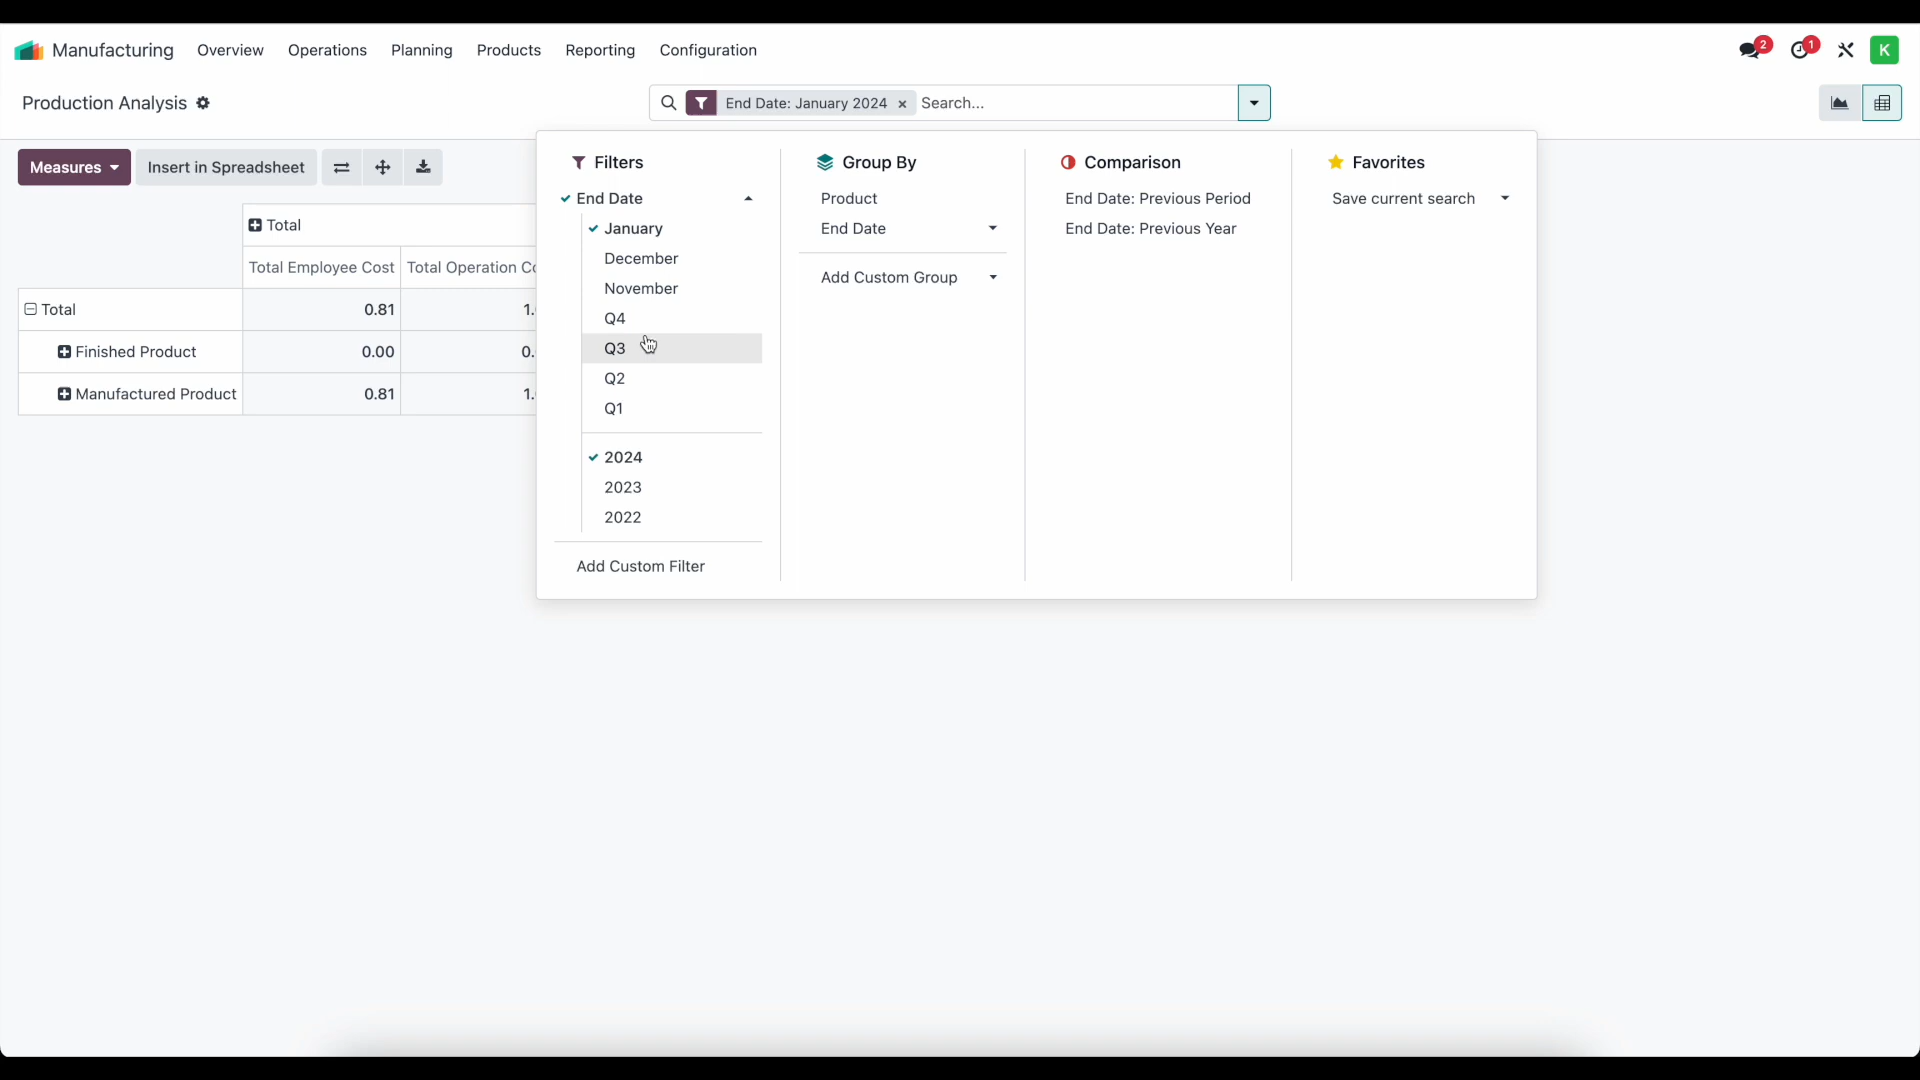 Manufacturing Overview Operations Planning Products Reporting Configuration 2 1 K
Production Analysis End Date: January 2024 × Search...
Measures Insert in Spreadsheet
Total
Total Employee Cost Total Operation Co
Total 0.81 1.
Finished Product 0.00 0.
Manufactured Product 0.81 1.
Filters
End Date
January
December
November
Q4
Q3
Q2
Q1
2024
2023
2022
Add Custom Filter
Group By
Product
End Date
Add Custom Group
Comparison
End Date: Previous Period
End Date: Previous Year
Favorites
Save current search